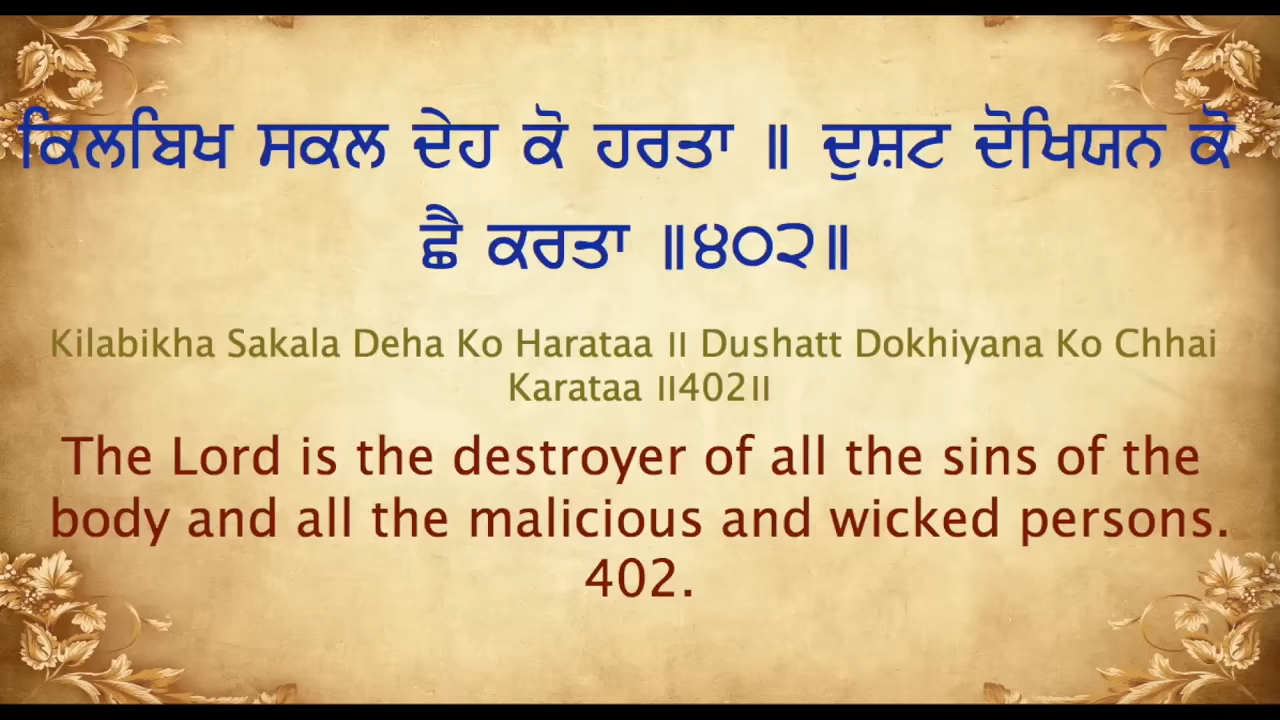 ਕਿਲਬਿਖ ਸਕਲ ਦੇਹ ਕੋ ਹਰਤਾ ॥ ਦੁਸ਼ਟ ਦੋਖਿਯਨ ਕੋ
ਛੈ ਕਰਤਾ ॥੪੦੨॥
Kilabikha Sakala Deha Ko Harataa ॥ Dushatt Dokhiyana Ko Chhai
Karataa ॥402॥
The Lord is the destroyer of all the sins of the
body and all the malicious and wicked persons.
402.